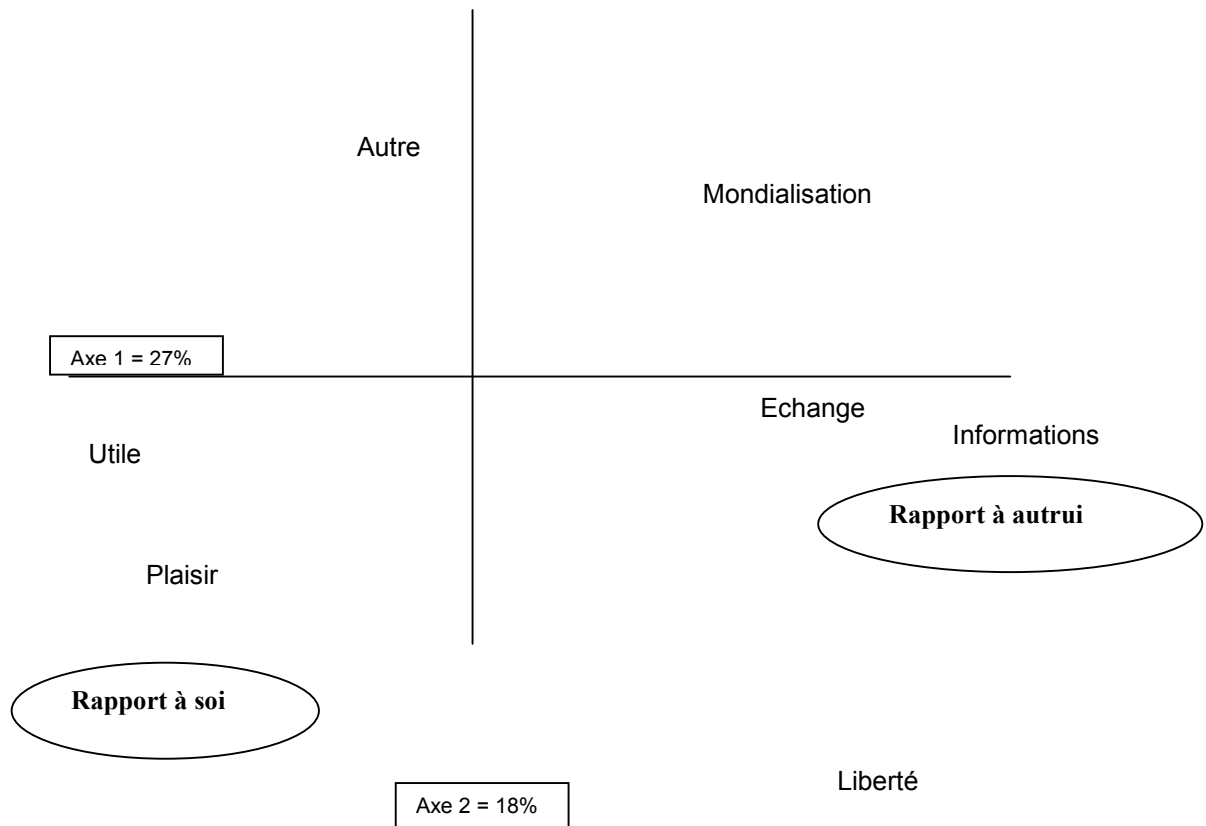 Autre
Mondialisation
Axe 1 = 27%
Echange
Informations
Utile
Rapport à autrui
Plaisir
Rapport à soi
Liberté
Axe 2 = 18%